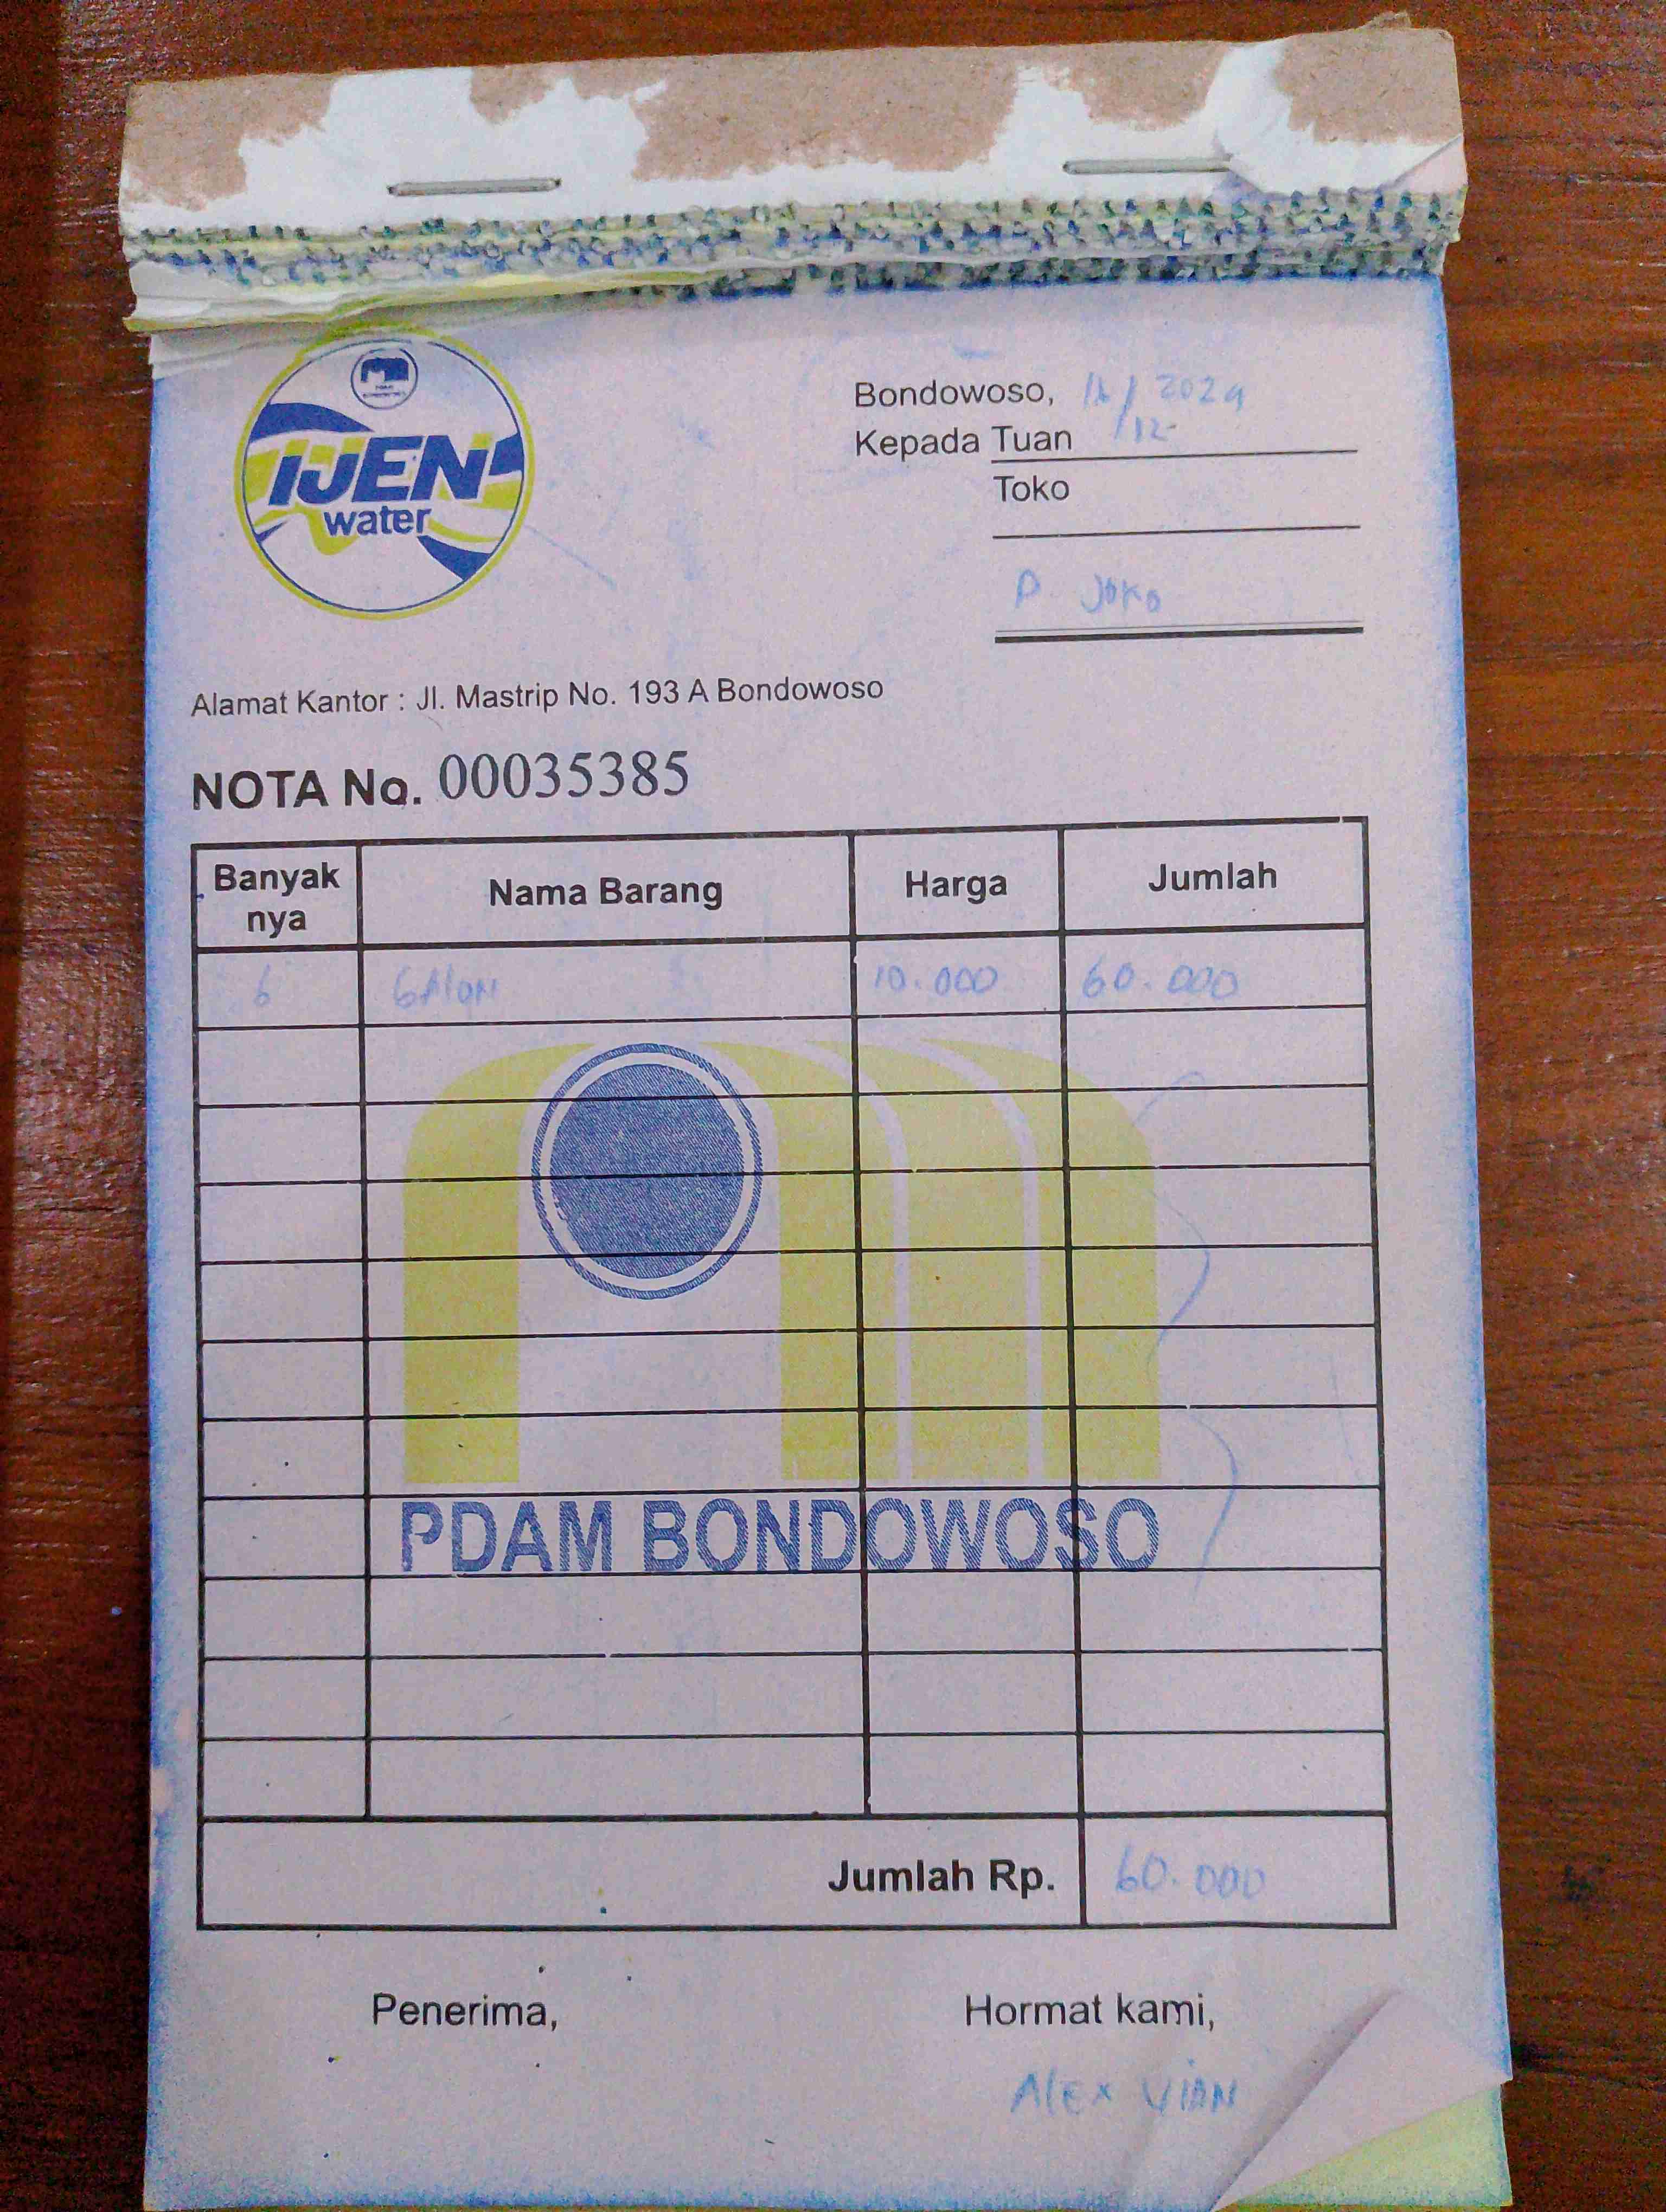 IJEN
water
Bondowoso, /12 2024
Kepada Tuan
Toko
P. Joko
Alamat Kantor : Jl. Mastrip No. 193 A Bondowoso
NOTA No. 00035385
Banyak nya Nama Barang Harga Jumlah
6 GAlON 10.000 60.000
PDAM BONDOWOSO
Jumlah Rp. 60.000
Penerima, Hormat kami,
Alex VIAN